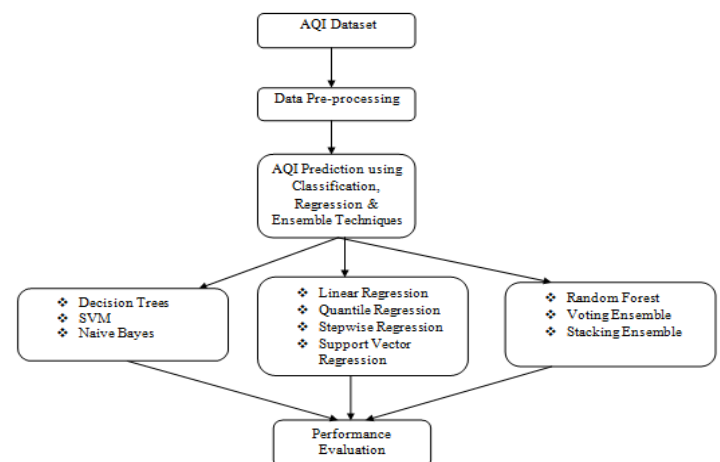 AQI Dataset
Data Pre-processing
AQI Prediction using
Classification,
Regression &
Ensemble Techniques
❖ Decision Trees
❖ SVM
❖ Naive Bayes
❖ Linear Regression
❖ Quantile Regression
❖ Stepwise Regression
❖ Support Vector
Regression
❖ Random Forest
❖ Voting Ensemble
❖ Stacking Ensemble
Performance
Evaluation